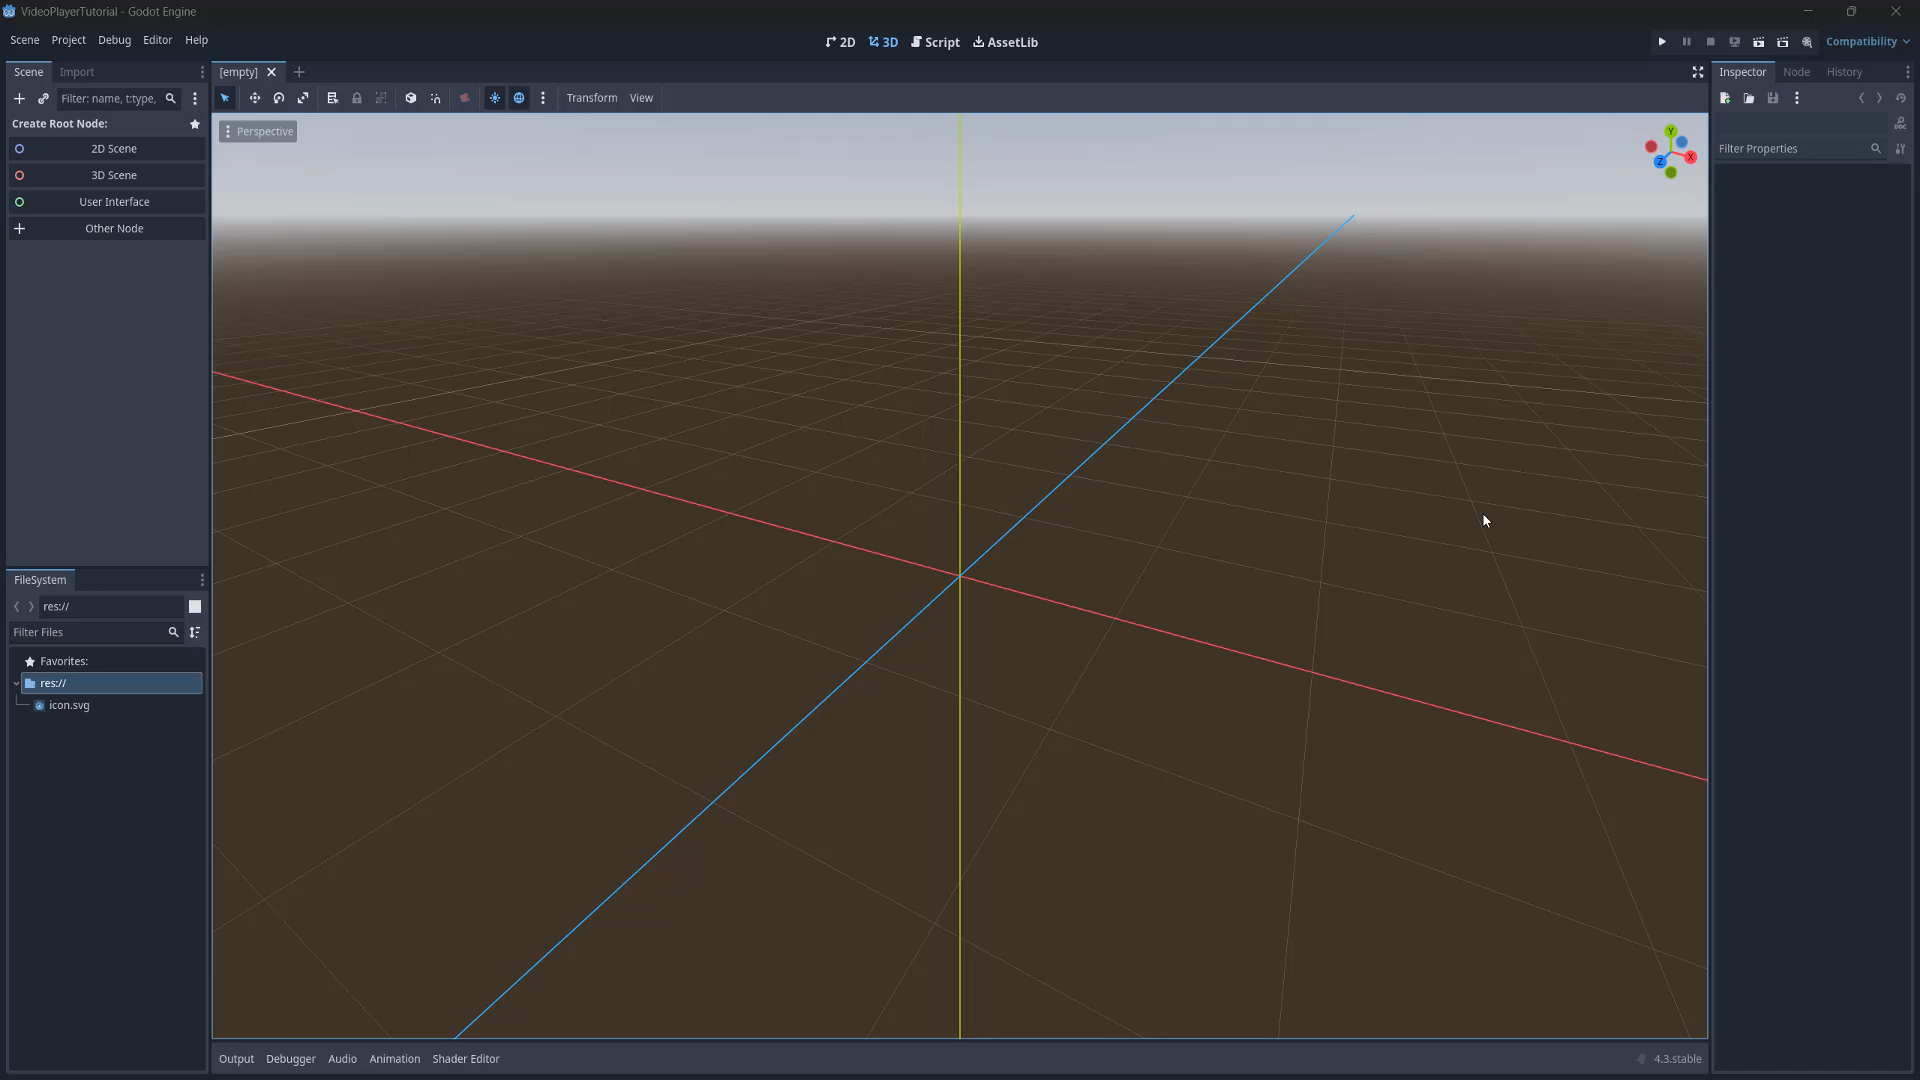 VideoPlayerTutorial - Godot Engine
Scene Project Debug Editor Help
2D 3D Script AssetLib
Compatibility
Scene Import
[empty]
Inspector Node History
Filter: name, t:type,
Transform View
Create Root Node:
2D Scene
3D Scene
User Interface
Other Node
Perspective
Y
X
Z
DOC
Filter Properties
FileSystem
res://
Filter Files
Favorites:
res://
icon.svg
Output Debugger Audio Animation Shader Editor
4.3.stable